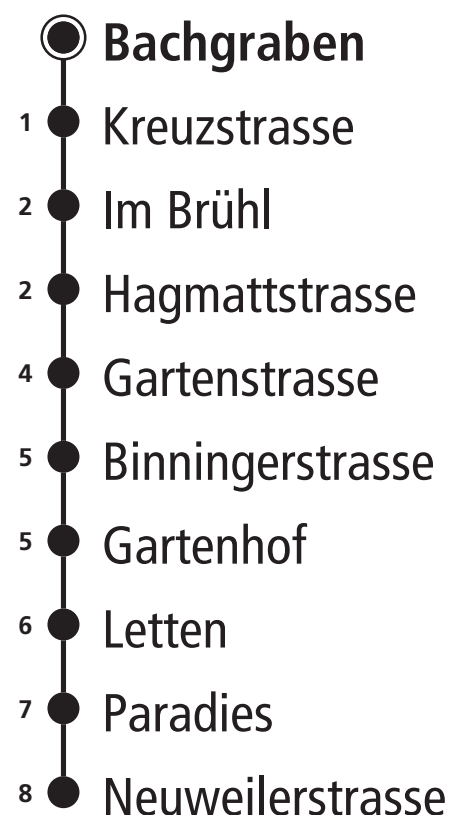 Bachgraben
1 Kreuzstrasse
2 Im Brühl
2 Hagmattstrasse
4 Gartenstrasse
5 Binningerstrasse
5 Gartenhof
6 Letten
7 Paradies
8 Neuweilerstrasse